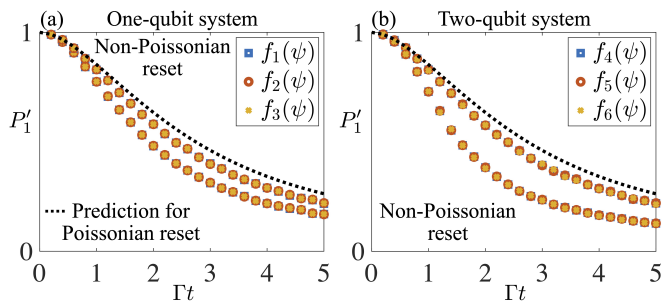 (a) One-qubit system
Non-Poissonian
reset
f₁(ψ)
f₂(ψ)
f₃(ψ)
1
P₁′
Prediction for
Poissonian reset
0
0 1 2 3 4 5
Γt
(b) Two-qubit system
f₄(ψ)
f₅(ψ)
f₆(ψ)
1
P₁′
Non-Poissonian
reset
0
0 1 2 3 4 5
Γt